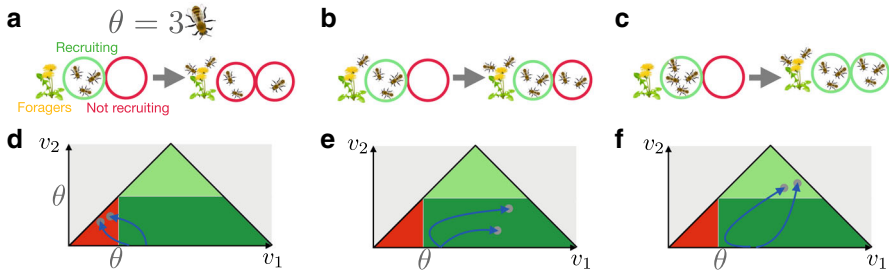 a
θ = 3
Recruiting
Foragers
Not recruiting
b
c
d
v₂
θ
θ
v₁
e
v₂
θ
v₁
f
v₂
θ
v₁